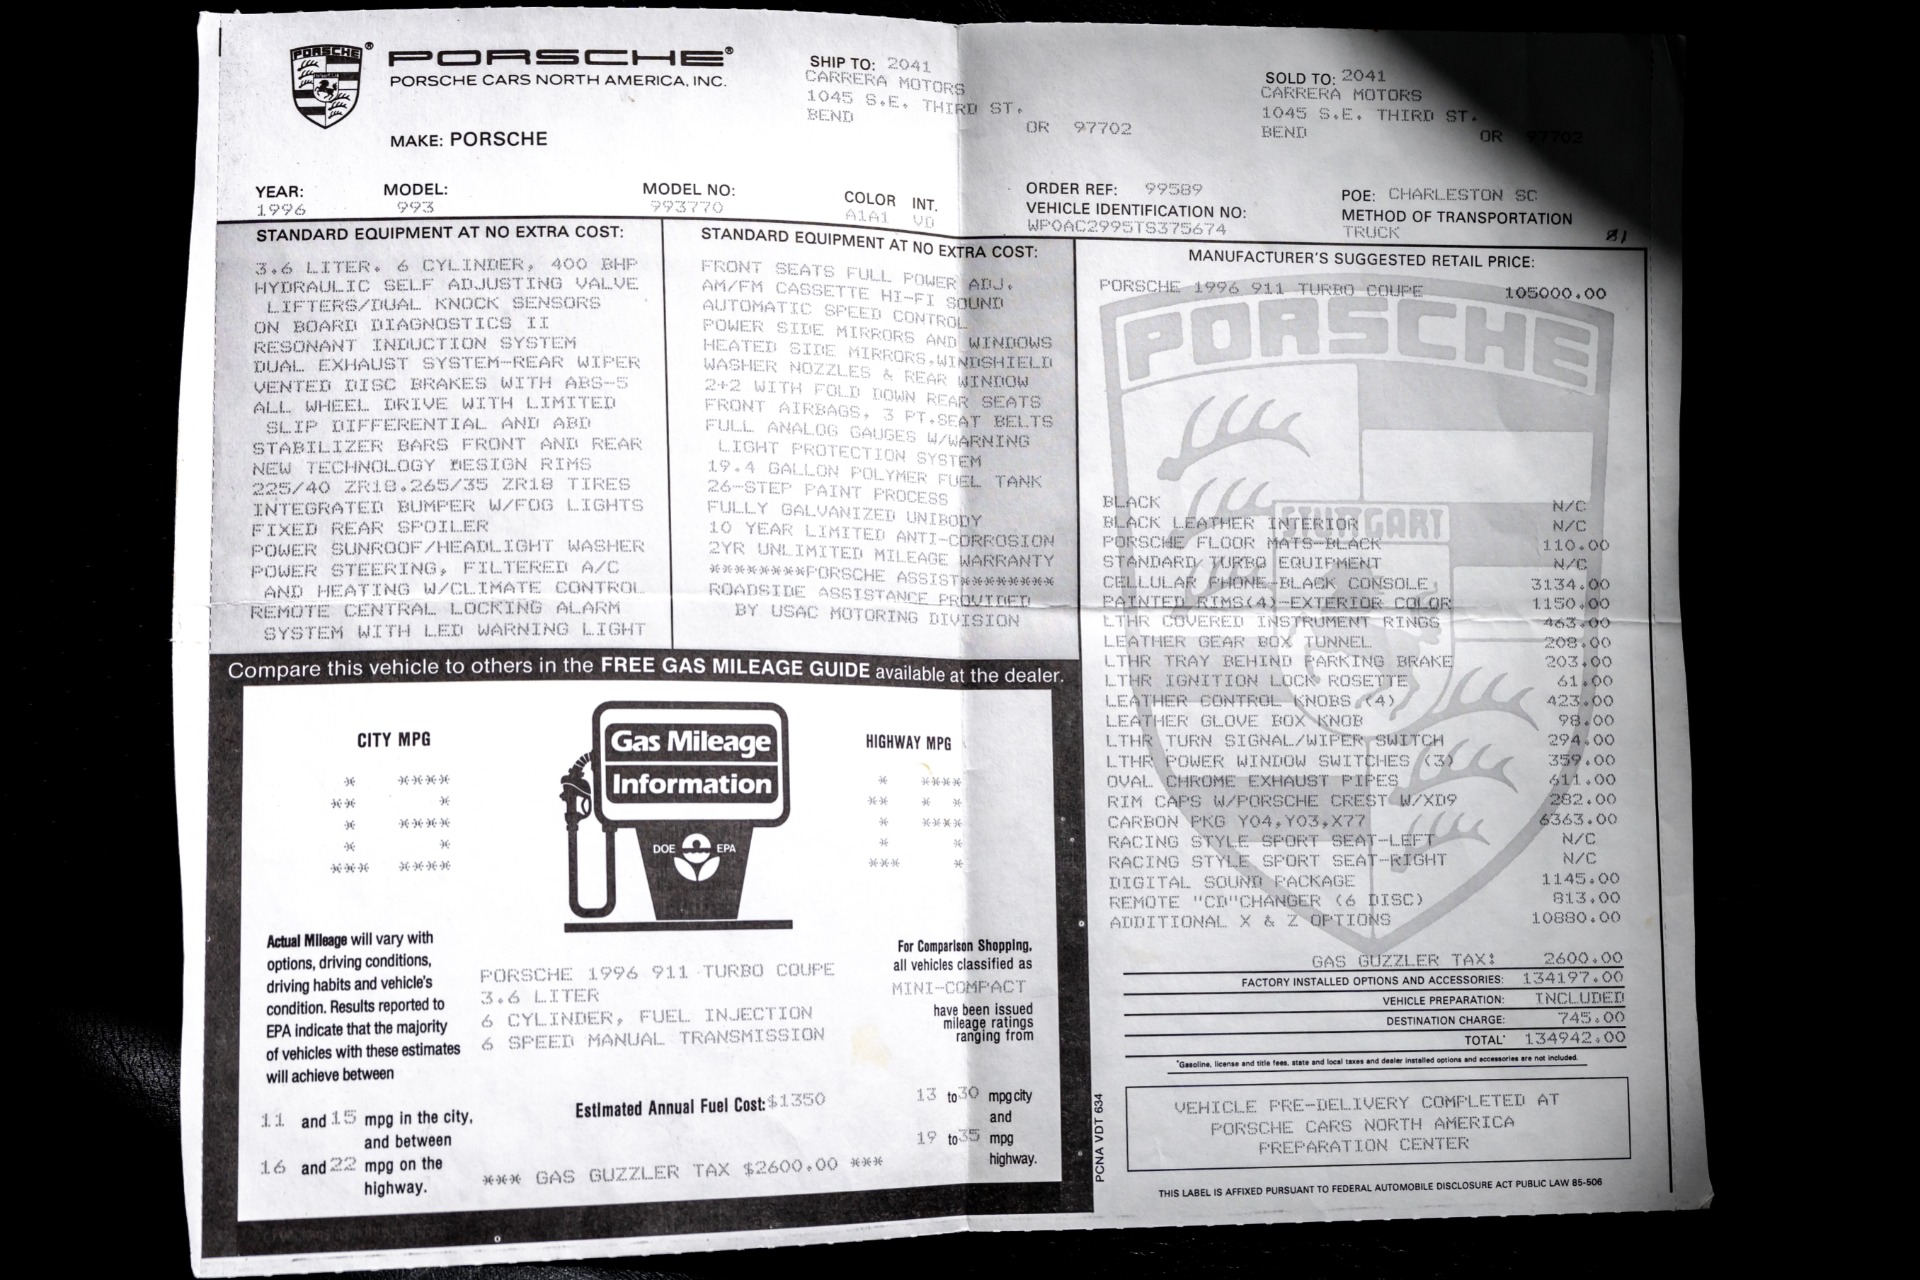 PORSCHE®
PORSCHE®
PORSCHE CARS NORTH AMERICA, INC.
MAKE: PORSCHE
SHIP TO: 2041
CARRERA MOTORS
1045 S.E. THIRD ST.
BEND OR 97702
SOLD TO: 2041
CARRERA MOTORS
1045 S.E. THIRD ST.
BEND OR 97702
YEAR: MODEL: MODEL NO: COLOR INT.
1996 993 993770 A1A1 VD
ORDER REF: 99589
VEHICLE IDENTIFICATION NO:
WP0AC2995TS375674
POE: CHARLESTON SC
METHOD OF TRANSPORTATION
TRUCK
81
STANDARD EQUIPMENT AT NO EXTRA COST:
3.6 LITER. 6 CYLINDER, 400 BHP
HYDRAULIC SELF ADJUSTING VALVE
LIFTERS/DUAL KNOCK SENSORS
ON BOARD DIAGNOSTICS II
RESONANT INDUCTION SYSTEM
DUAL EXHAUST SYSTEM-REAR WIPER
VENTED DISC BRAKES WITH ABS-5
ALL WHEEL DRIVE WITH LIMITED
SLIP DIFFERENTIAL AND ABD
STABILIZER BARS FRONT AND REAR
NEW TECHNOLOGY DESIGN RIMS
225/40 ZR18.265/35 ZR18 TIRES
INTEGRATED BUMPER W/FOG LIGHTS
FIXED REAR SPOILER
POWER SUNROOF/HEADLIGHT WASHER
POWER STEERING, FILTERED A/C
AND HEATING W/CLIMATE CONTROL
REMOTE CENTRAL LOCKING ALARM
SYSTEM WITH LED WARNING LIGHT
STANDARD EQUIPMENT AT NO EXTRA COST:
FRONT SEATS FULL POWER ADJ.
AM/FM CASSETTE HI-FI SOUND
AUTOMATIC SPEED CONTROL
POWER SIDE MIRRORS AND WINDOWS
HEATED SIDE MIRRORS.WINDSHIELD
WASHER NOZZLES & REAR WINDOW
2+2 WITH FOLD DOWN REAR SEATS
FRONT AIRBAGS, 3 PT.SEAT BELTS
FULL ANALOG GAUGES W/WARNING
LIGHT PROTECTION SYSTEM
19.4 GALLON POLYMER FUEL TANK
26-STEP PAINT PROCESS
FULLY GALVANIZED UNIBODY
10 YEAR LIMITED ANTI-CORROSION
2YR UNLIMITED MILEAGE WARRANTY
********PORSCHE ASSIST********
ROADSIDE ASSISTANCE PROVIDED
BY USAC MOTORING DIVISION
MANUFACTURER'S SUGGESTED RETAIL PRICE:
PORSCHE 1996 911 TURBO COUPE 105000.00
PORSCHE
STUTTGART
BLACK N/C
BLACK LEATHER INTERIOR N/C
PORSCHE FLOOR MATS-BLACK 110.00
STANDARD TURBO EQUIPMENT N/C
CELLULAR PHONE-BLACK CONSOLE 3134.00
PAINTED RIMS(4)-EXTERIOR COLOR 1150.00
LTHR COVERED INSTRUMENT RINGS 463.00
LEATHER GEAR BOX TUNNEL 208.00
LTHR TRAY BEHIND PARKING BRAKE 203.00
LTHR IGNITION LOCK ROSETTE 61.00
LEATHER CONTROL KNOBS (4) 423.00
LEATHER GLOVE BOX KNOB 98.00
LTHR TURN SIGNAL/WIPER SWITCH 294.00
LTHR POWER WINDOW SWITCHES (3) 359.00
OVAL CHROME EXHAUST PIPES 611.00
RIM CAPS W/PORSCHE CREST W/XD9 282.00
CARBON PKG Y04,Y03,X77 6363.00
RACING STYLE SPORT SEAT-LEFT N/C
RACING STYLE SPORT SEAT-RIGHT N/C
DIGITAL SOUND PACKAGE 1145.00
REMOTE "CD"CHANGER (6 DISC) 813.00
ADDITIONAL X & Z OPTIONS 10880.00
GAS GUZZLER TAX: 2600.00
FACTORY INSTALLED OPTIONS AND ACCESSORIES: 134197.00
VEHICLE PREPARATION: INCLUDED
DESTINATION CHARGE: 745.00
TOTAL* 134942.00
*Gasoline, license and title fees, state and local taxes and dealer installed options and accessories are not included.
VEHICLE PRE-DELIVERY COMPLETED AT
PORSCHE CARS NORTH AMERICA
PREPARATION CENTER
THIS LABEL IS AFFIXED PURSUANT TO FEDERAL AUTOMOBILE DISCLOSURE ACT PUBLIC LAW 85-506
PCNA VDT 634
Compare this vehicle to others in the FREE GAS MILEAGE GUIDE available at the dealer.
CITY MPG
* ****
** *
* ****
* *
*** ****
Gas Mileage
Information
DOE EPA
HIGHWAY MPG
* ****
** * *
* ****
* *
*** *
Actual Mileage will vary with
options, driving conditions,
driving habits and vehicle's
condition. Results reported to
EPA indicate that the majority
of vehicles with these estimates
will achieve between
11 and 15 mpg in the city,
and between
16 and 22 mpg on the
highway.
PORSCHE 1996 911 TURBO COUPE
3.6 LITER
6 CYLINDER, FUEL INJECTION
6 SPEED MANUAL TRANSMISSION
Estimated Annual Fuel Cost: $1350
*** GAS GUZZLER TAX $2600.00 ***
For Comparison Shopping,
all vehicles classified as
MINI-COMPACT
have been issued
mileage ratings
ranging from
13 to 30 mpg city
and
19 to 35 mpg
highway.